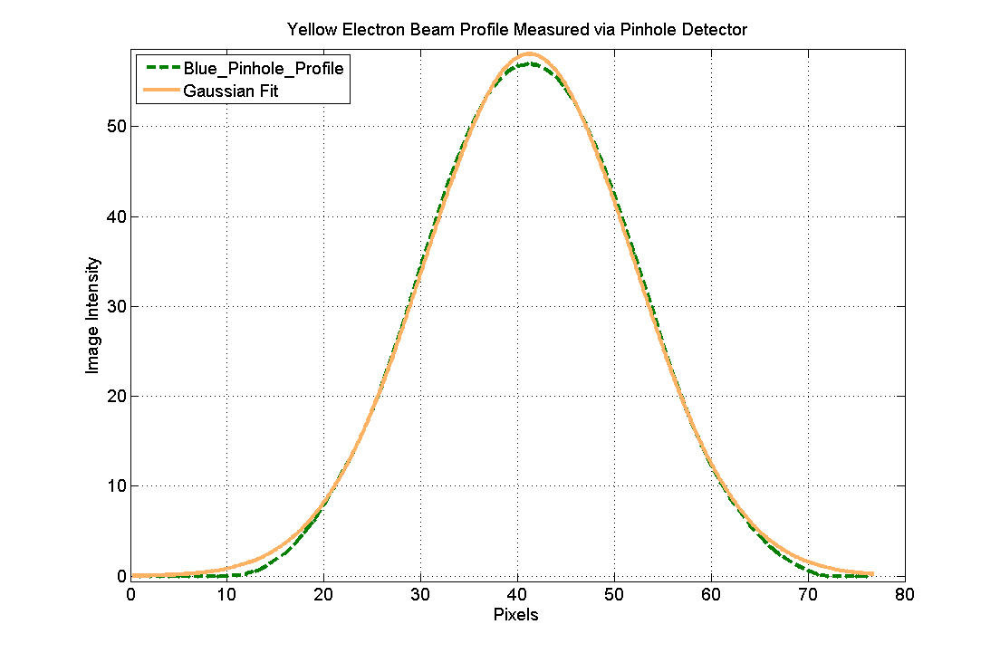 Yellow Electron Beam Profile Measured via Pinhole Detector
Blue_Pinhole_Profile
Gaussian Fit
50
40
30
20
10
0
Image Intensity
0 10 20 30 40 50 60 70 80
Pixels